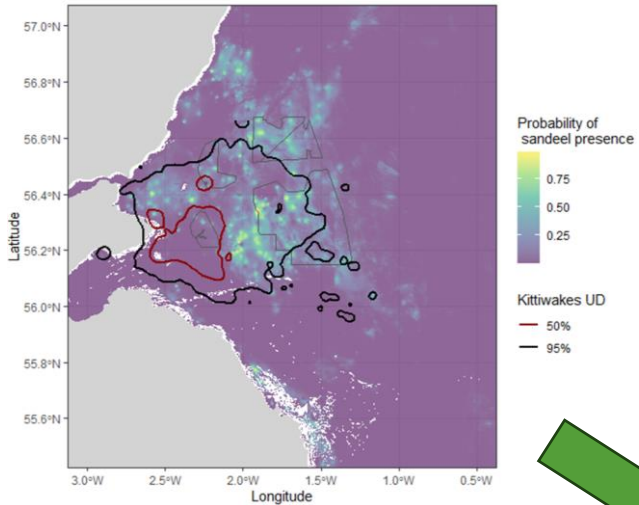 57.0°N
56.8°N
56.6°N
56.4°N
56.2°N
56.0°N
55.8°N
55.6°N
Latitude
3.0°W 2.5°W 2.0°W 1.5°W 1.0°W 0.5°W
Longitude
Probability of
sandeel presence
0.75
0.50
0.25
Kittiwakes UD
50%
95%